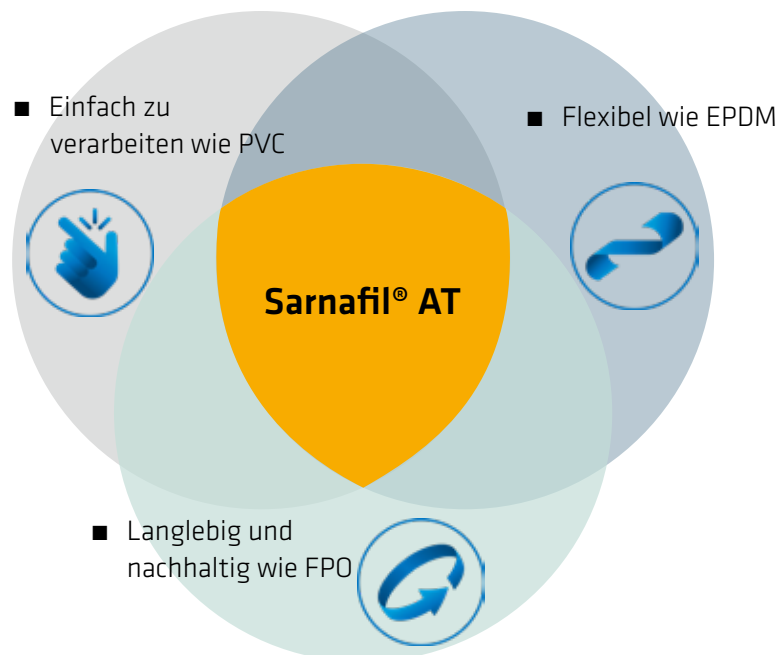 ■ Einfach zu
verarbeiten wie PVC
■ Flexibel wie EPDM
Sarnafil® AT
■ Langlebig und
nachhaltig wie FPO